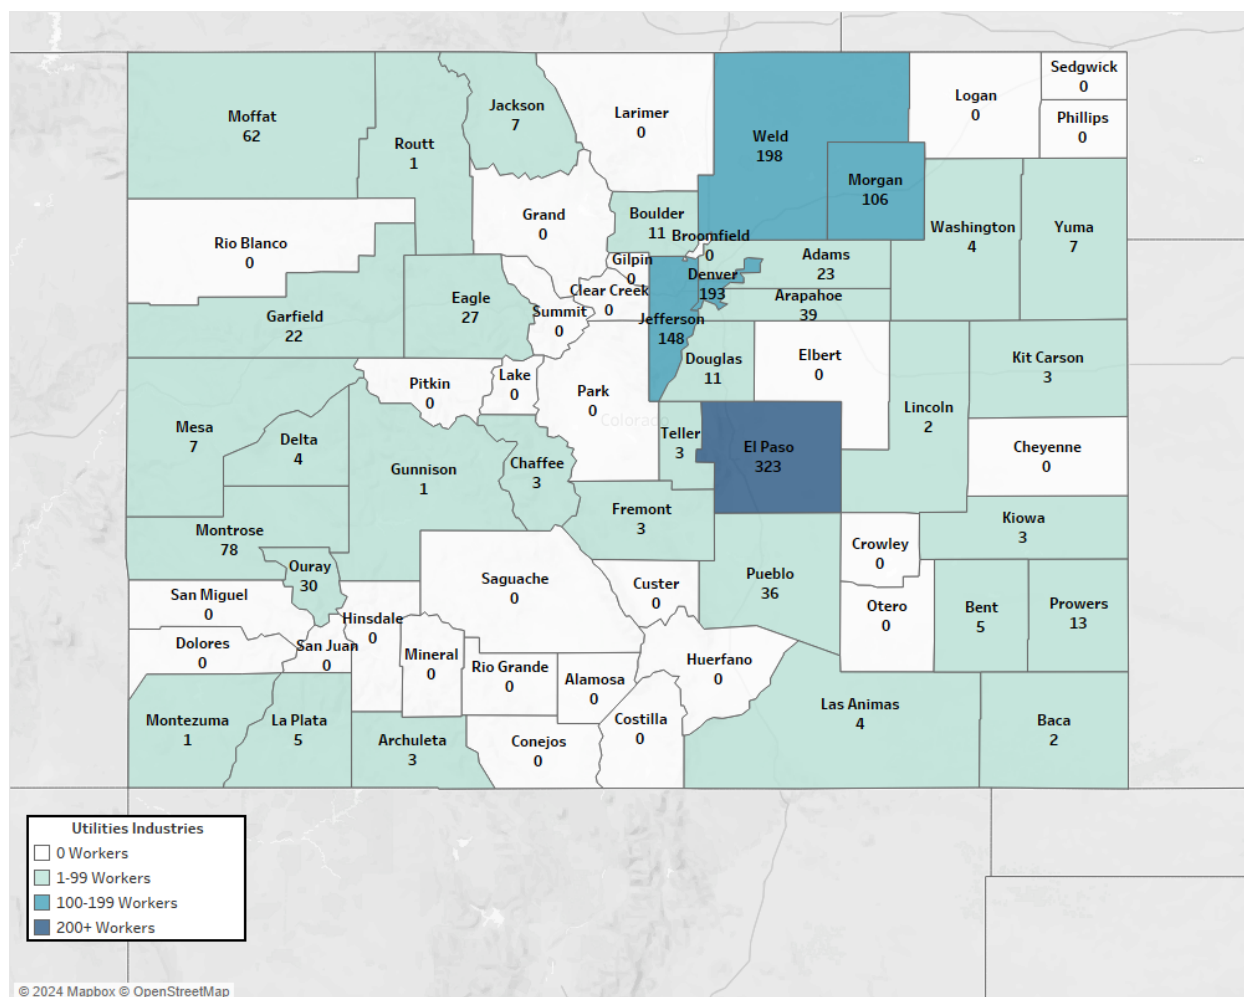 Sedgwick
0
Logan
0
Phillips
0
Jackson
7
Larimer
0
Moffat
62
Routt
1
Weld
198
Morgan
106
Grand
0
Boulder
11
Washington
4
Yuma
7
Rio Blanco
0
Broomfield
0
Gilpin
0
Adams
23
Denver
193
Clear Creek
0
Arapahoe
39
Eagle
27
Summit
0
Garfield
22
Jefferson
148
Douglas
11
Elbert
0
Kit Carson
3
Pitkin
0
Lake
0
Park
0
Colorado
Lincoln
2
Mesa
7
Delta
4
Gunnison
1
Chaffee
3
Teller
3
El Paso
323
Cheyenne
0
Fremont
3
Montrose
78
Kiowa
3
Ouray
30
Crowley
0
Saguache
0
Custer
0
Pueblo
36
San Miguel
0
Hinsdale
0
Otero
0
Bent
5
Prowers
13
Dolores
0
San Juan
0
Mineral
0
Rio Grande
0
Alamosa
0
Huerfano
0
Montezuma
1
La Plata
5
Archuleta
3
Conejos
0
Costilla
0
Las Animas
4
Baca
2
Utilities Industries
0 Workers
1-99 Workers
100-199 Workers
200+ Workers
© 2024 Mapbox © OpenStreetMap